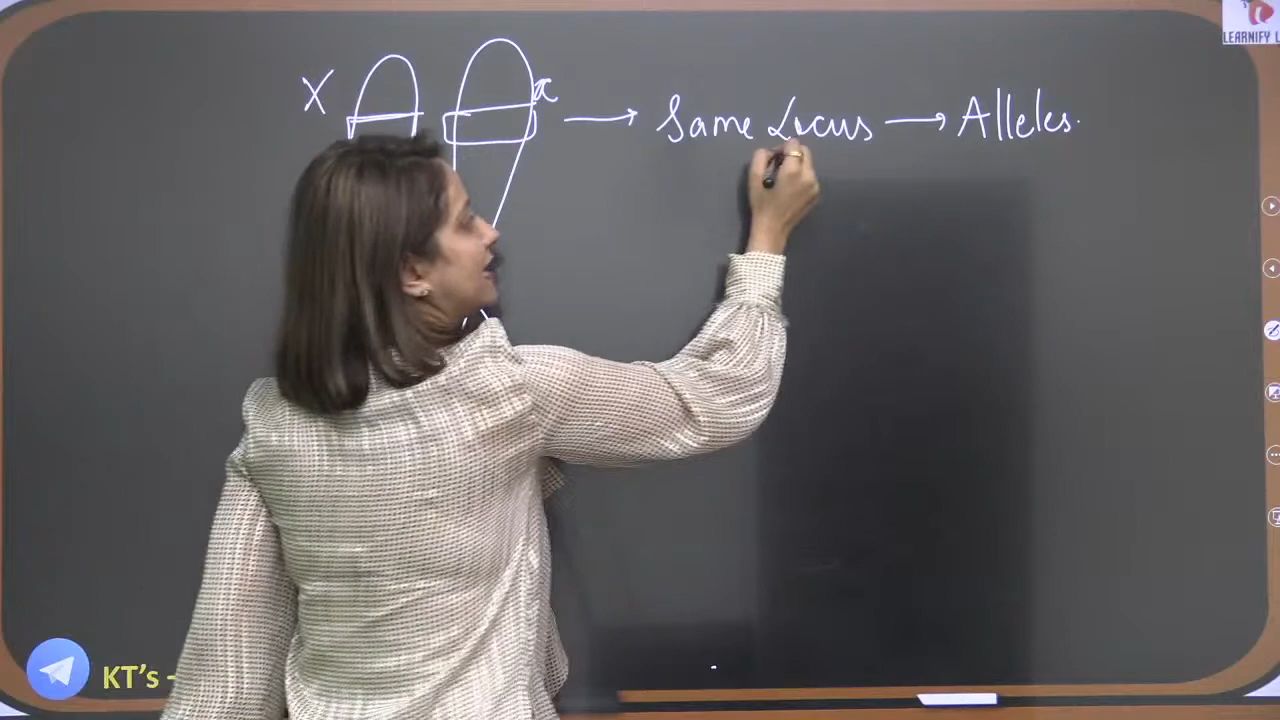 LEARNIFY L
X x → Same Locus → Alleles.
KT's -